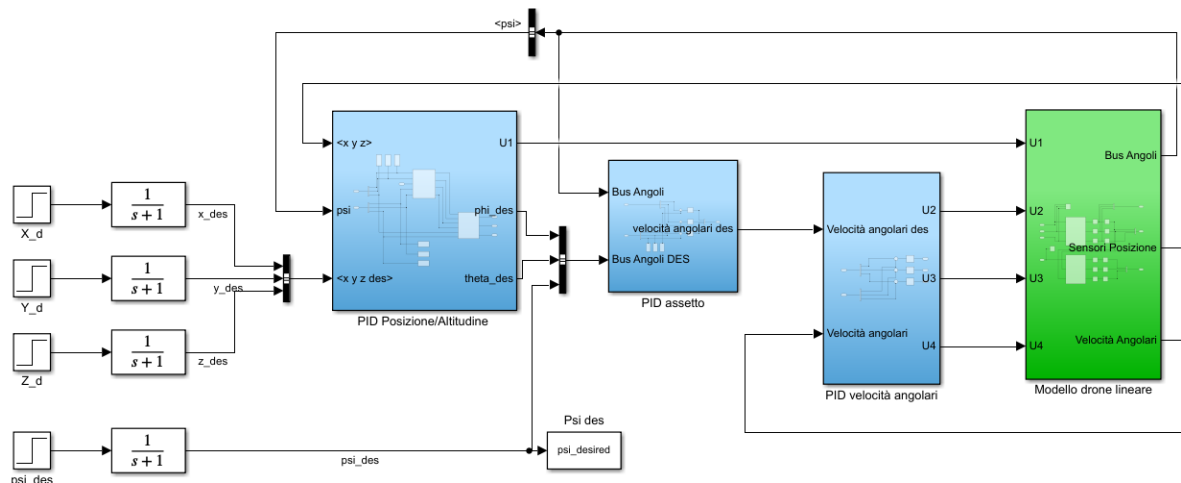 <psi>
<x y z>
U1
psi
phi_des
<x y z des>
theta_des
PID Posizione/Altitudine
X_d
1
s + 1
x_des
Y_d
1
s + 1
y_des
Z_d
1
s + 1
z_des
psi_des
1
s + 1
psi_des
Psi des
psi_desired
Bus Angoli
velocità angolari des
Bus Angoli DES
PID assetto
Velocità angolari des
U2
U3
Velocità angolari
U4
PID velocità angolari
U1
Bus Angoli
U2
Sensori Posizione
U3
Velocità Angolari
U4
Modello drone lineare